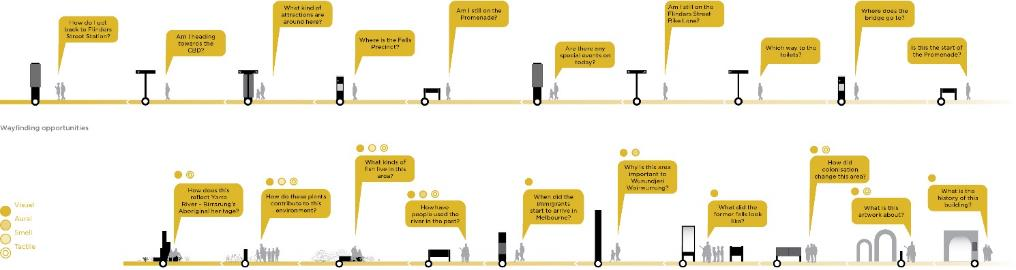 How do I get
back to Flinders
Street Station?
Am I heading
towards the
CBD?
What kind of
attractions are
around here?
Where is the Falls
Precinct?
Am I still on the
Promenade?
Are there any
special events on
today?
Am I still on the
Flinders Street
Bike Lane?
Which way to the
toilets?
Where does the
bridge go to?
Is this the start of
the Promenade?
Wayfinding opportunities
Visual
Aural
Smell
Tactile
How does this
reflect Yarra
River - Birrarung's
Aboriginal heritage?
How do these plants
contribute to this
environment?
What kinds of
fish live in this
area?
How have
people used the
river in the past?
When did the
immigrants
start to arrive in
Melbourne?
Why is this area
important to
Wurundjeri
Woiwurrung?
What did the
former falls look
like?
How did
colonisation
change this area?
What is this
artwork about?
What is the
history of this
building?